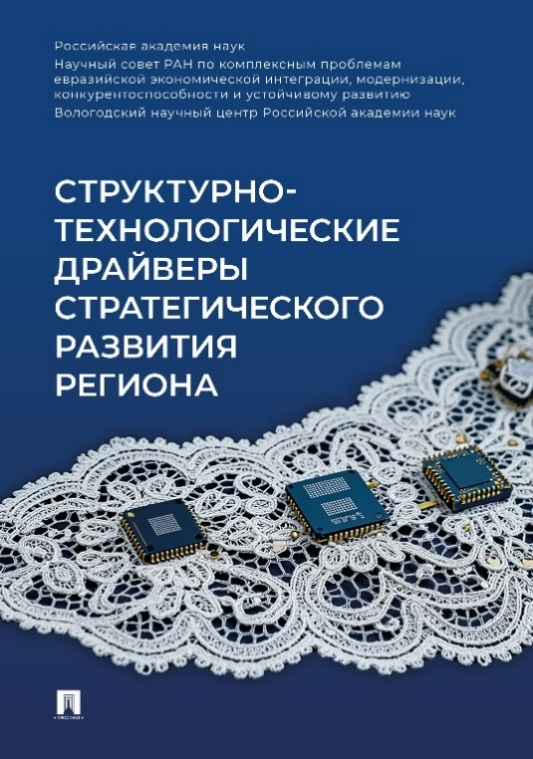 Российская академия наук
Научный совет РАН по комплексным проблемам
евразийской экономической интеграции, модернизации,
конкурентоспособности и устойчивому развитию
Вологодский научный центр Российской академии наук
СТРУКТУРНО-
ТЕХНОЛОГИЧЕСКИЕ
ДРАЙВЕРЫ
СТРАТЕГИЧЕСКОГО
РАЗВИТИЯ
РЕГИОНА